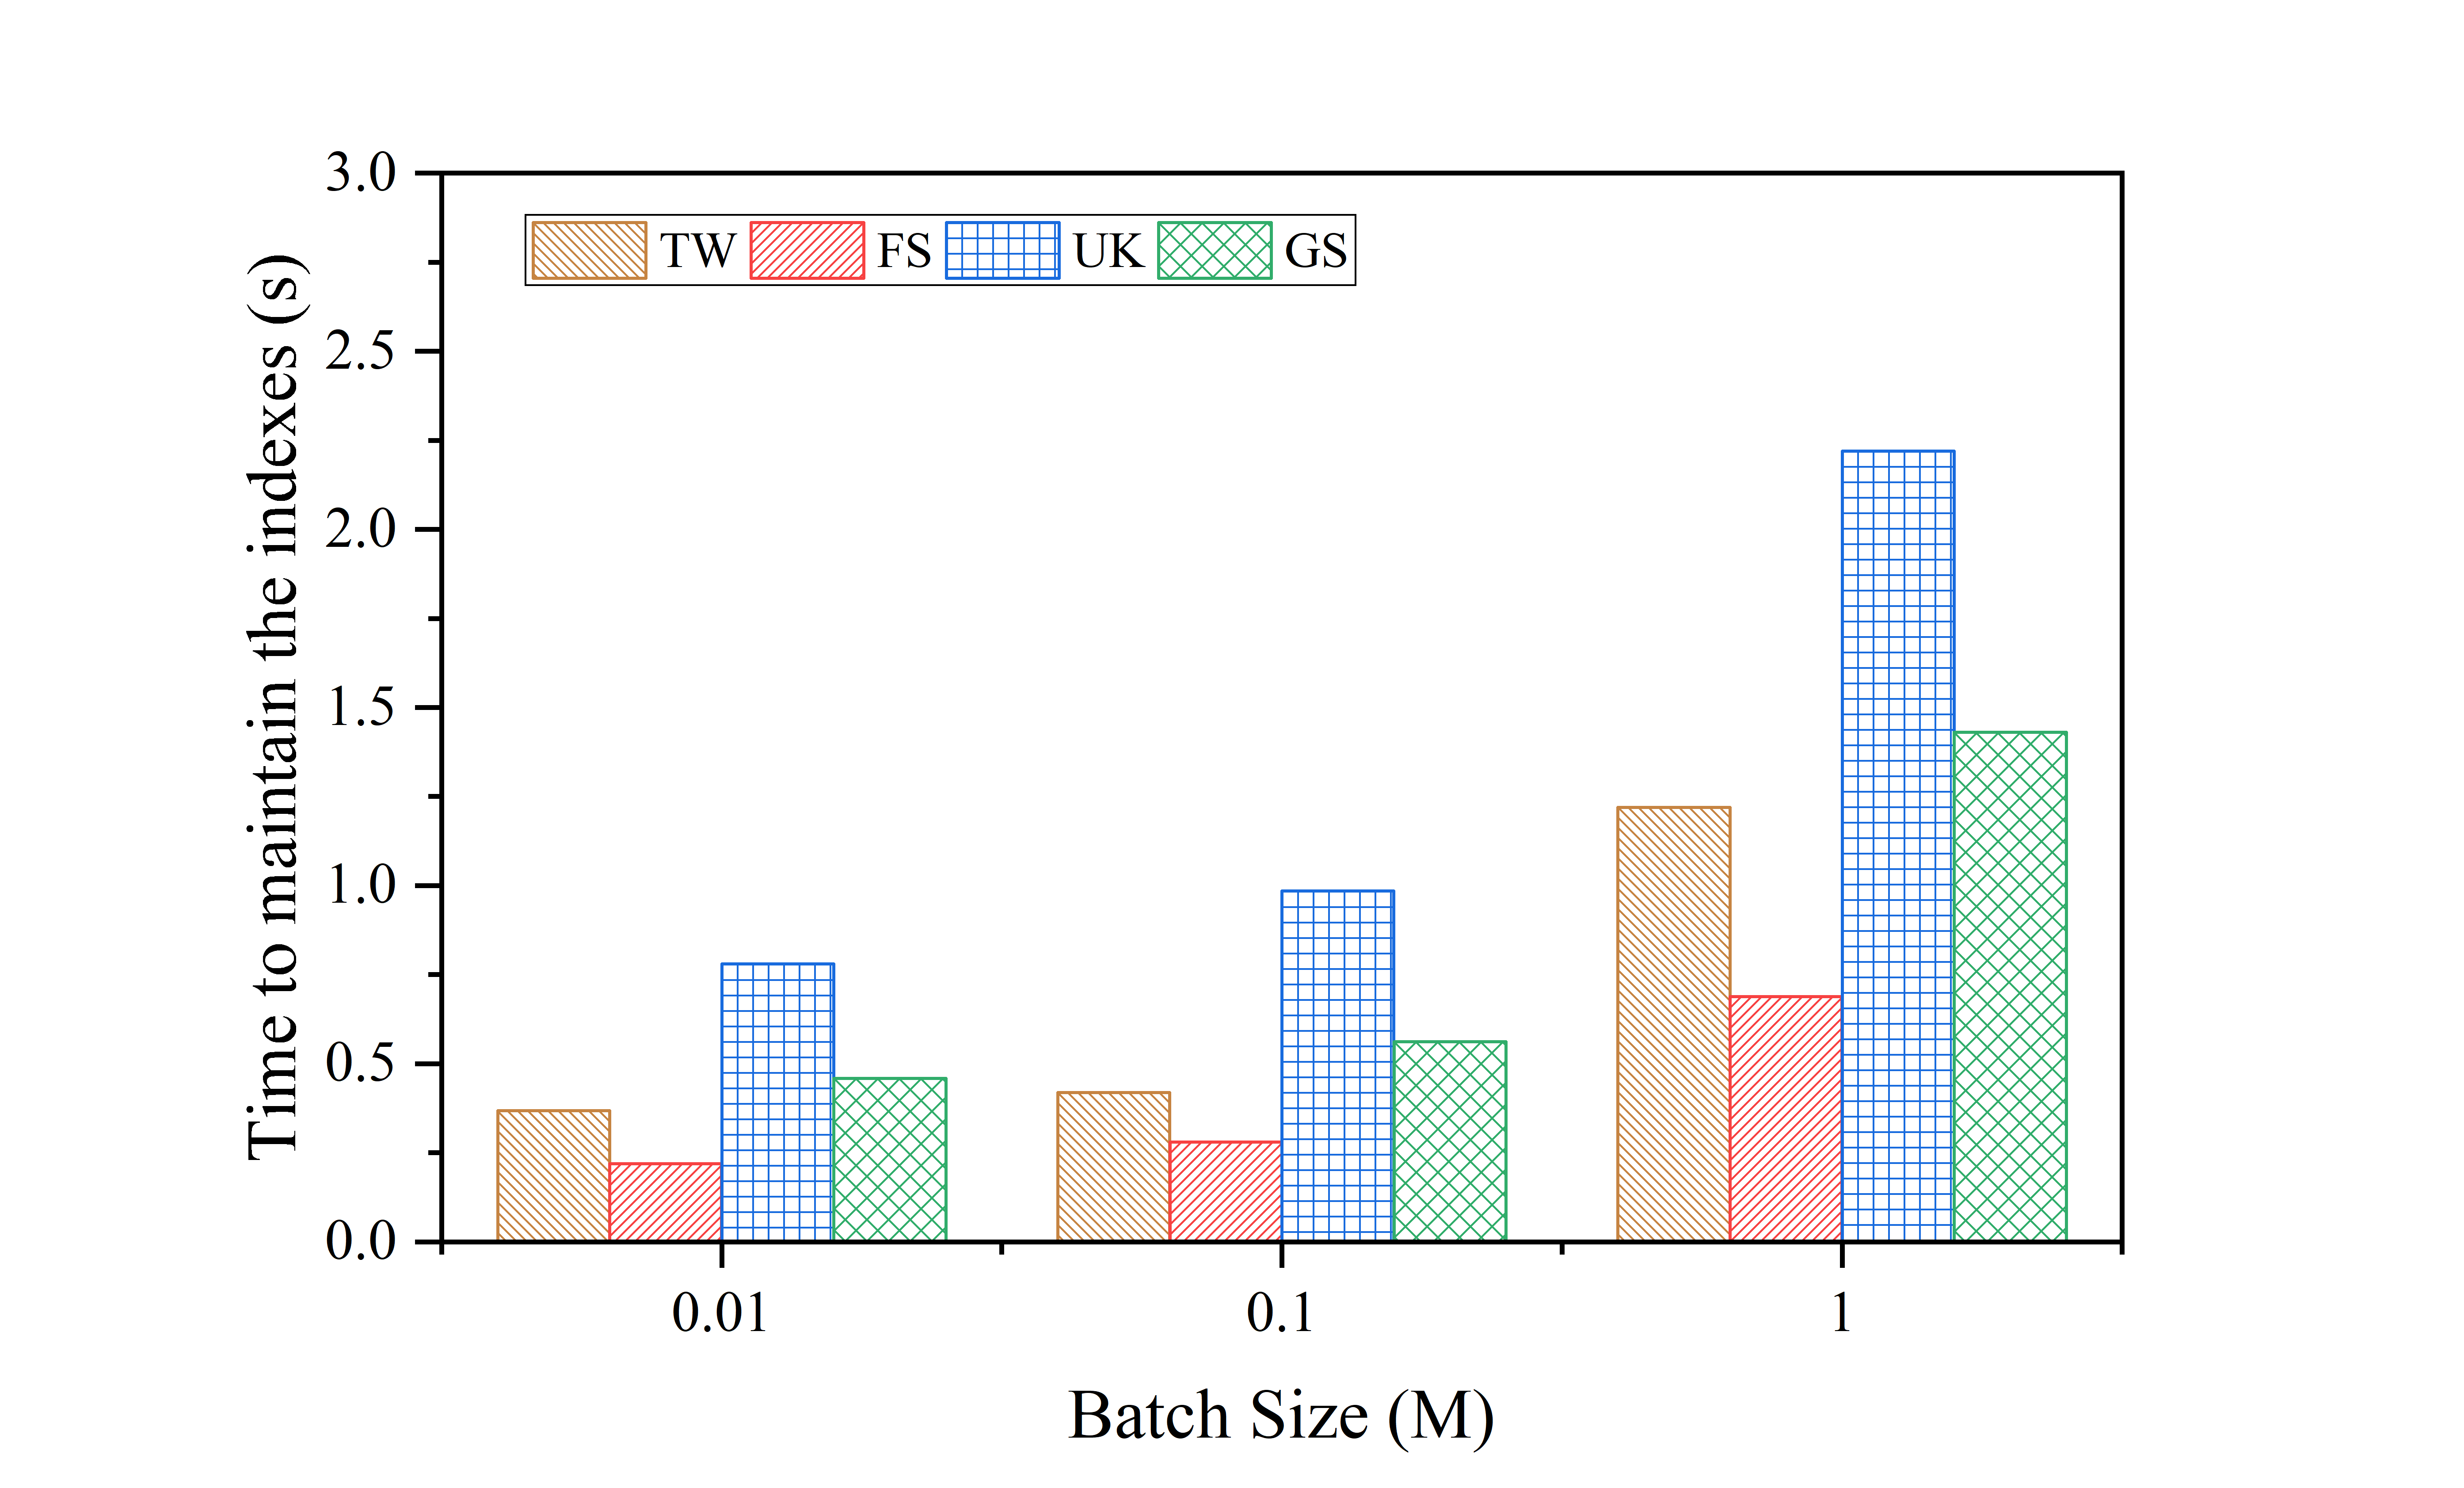 3.0
2.5
2.0
1.5
1.0
0.5
0.0
Time to maintain the indexes (s)
TW FS UK GS
0.01 0.1 1
Batch Size (M)